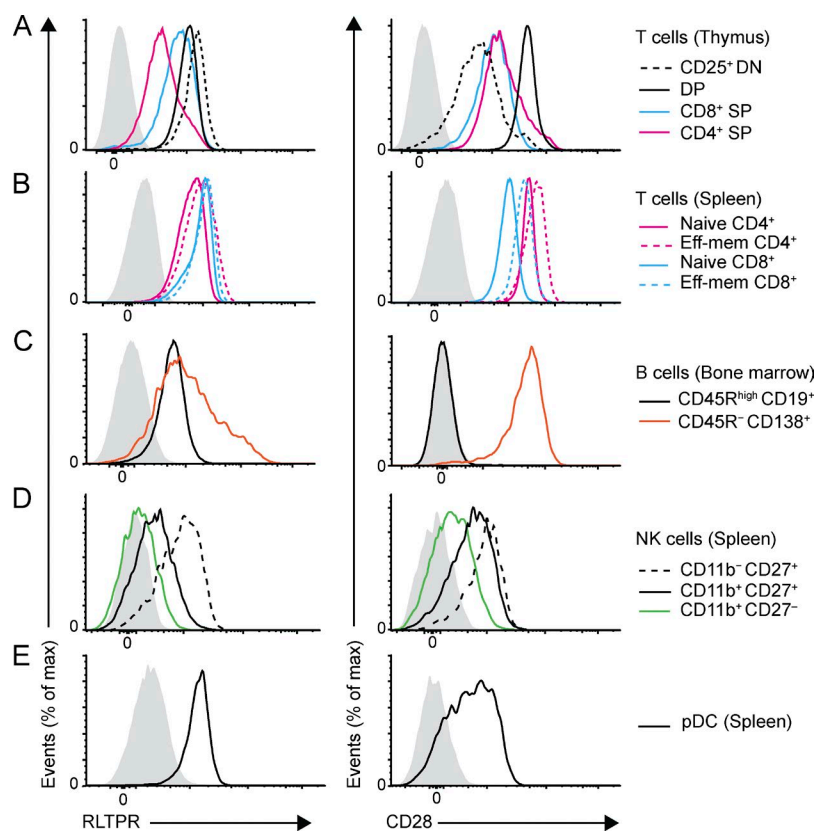 A
T cells (Thymus)
CD25⁺ DN
DP
CD8⁺ SP
CD4⁺ SP
0
0
0
0
B
T cells (Spleen)
Naive CD4⁺
Eff-mem CD4⁺
Naive CD8⁺
Eff-mem CD8⁺
0
0
0
0
C
B cells (Bone marrow)
CD45Rʰⁱᵍʰ CD19⁺
CD45R⁻ CD138⁺
0
0
0
0
D
NK cells (Spleen)
CD11b⁻ CD27⁺
CD11b⁺ CD27⁺
CD11b⁺ CD27⁻
0
0
0
0
E
Events (% of max)
Events (% of max)
pDC (Spleen)
0
0
0
0
RLTPR
CD28